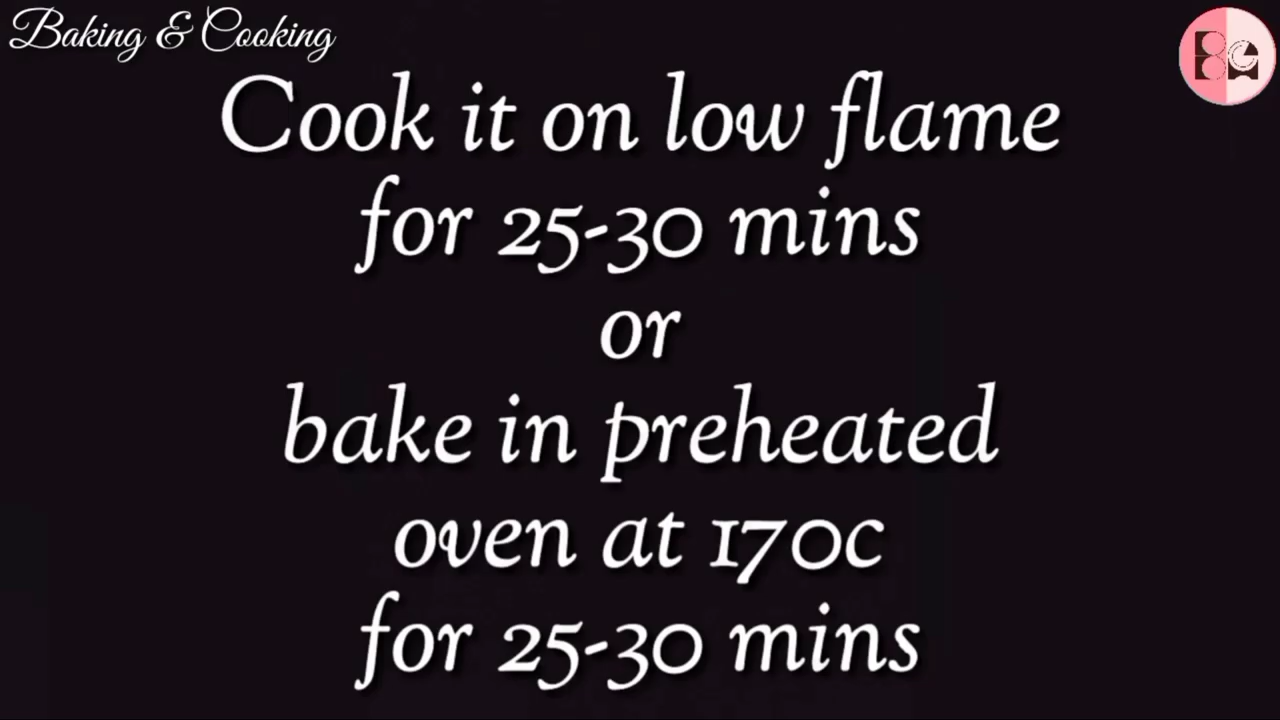 Baking & Cooking
Cook it on low flame
for 25-30 mins
or
bake in preheated
oven at 170c
for 25-30 mins